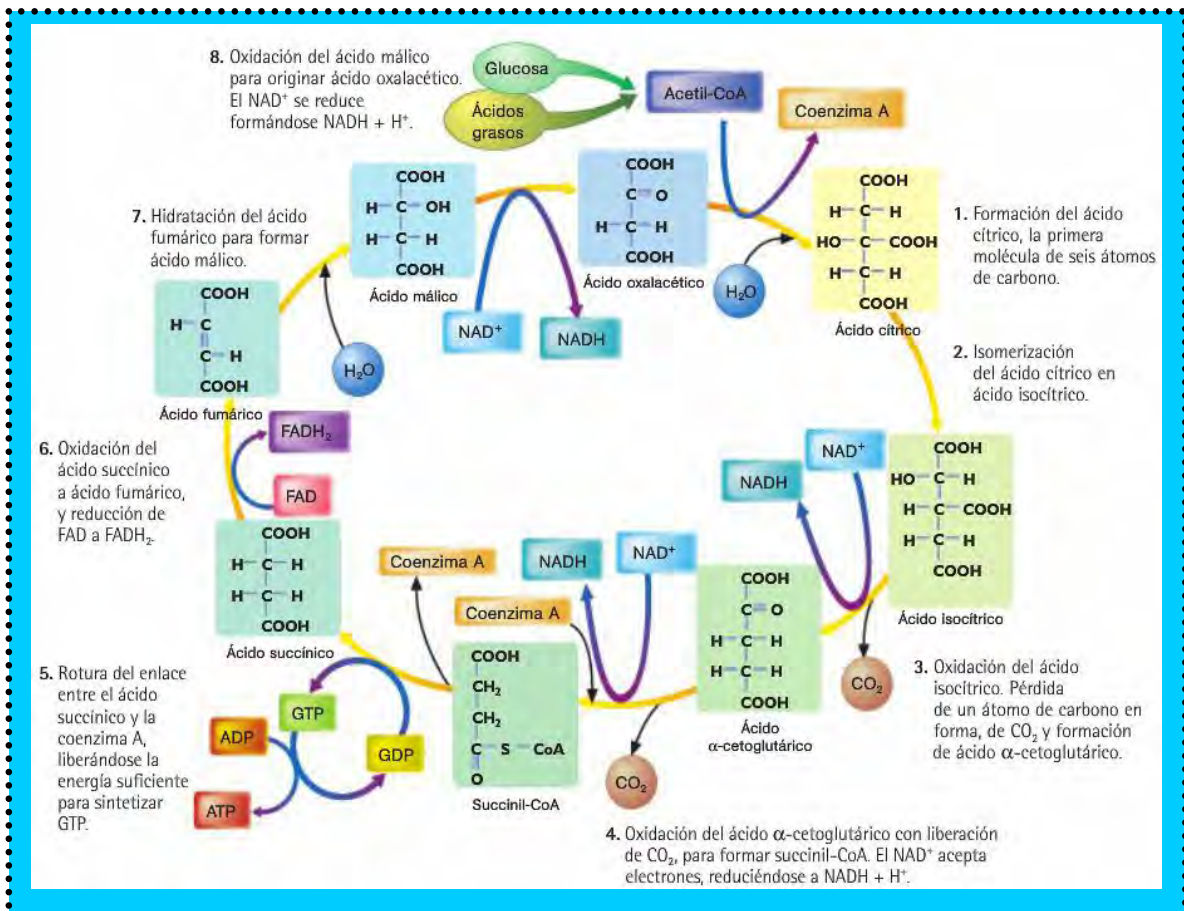 8. Oxidación del ácido málico
para originar ácido oxalacético.
El NAD⁺ se reduce
formándose NADH + H⁺.
Glucosa
Ácidos
grasos
Acetil-CoA
Coenzima A
COOH
H C OH
H C H
COOH
Ácido málico
COOH
C O
H C H
COOH
Ácido oxalacético
COOH
H C H
HO C COOH
H C H
COOH
Ácido cítrico
H₂O
NAD⁺
NADH
1. Formación del ácido
cítrico, la primera
molécula de seis átomos
de carbono.
7. Hidratación del ácido
fumárico para formar
ácido málico.
COOH
H C
C H
COOH
Ácido fumárico
H₂O
2. Isomerización
del ácido cítrico en
ácido isocítrico.
COOH
HO C H
H C COOH
H C H
COOH
Ácido isocítrico
NAD⁺
NADH
CO₂
3. Oxidación del ácido
isocítrico. Pérdida
de un átomo de carbono en
forma, de CO₂ y formación
de ácido α-cetoglutárico.
6. Oxidación del
ácido succínico
a ácido fumárico,
y reducción de
FAD a FADH₂.
FADH₂
FAD
COOH
H C H
H C H
COOH
Ácido succínico
Coenzima A
NADH
NAD⁺
Coenzima A
COOH
C O
H C H
H C H
COOH
Ácido
α-cetoglutárico
COOH
CH₂
CH₂
C S CoA
O
Succinil-CoA
CO₂
5. Rotura del enlace
entre el ácido
succínico y la
coenzima A,
liberándose la
energía suficiente
para sintetizar
GTP.
GTP
ADP
GDP
ATP
4. Oxidación del ácido α-cetoglutárico con liberación
de CO₂, para formar succinil-CoA. El NAD⁺ acepta
electrones, reduciéndose a NADH + H⁺.